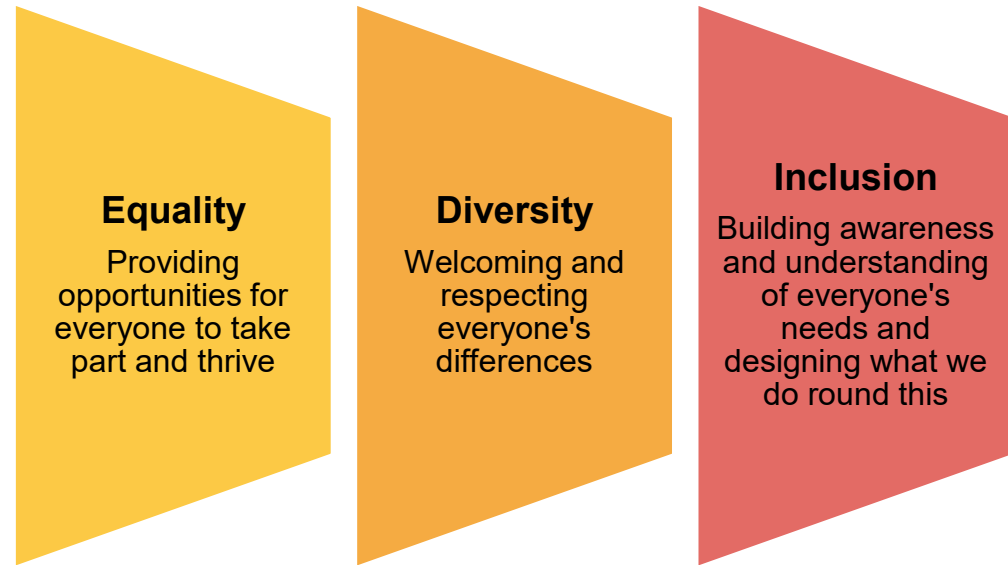 Equality
Providing
opportunities for
everyone to take
part and thrive
Diversity
Welcoming and
respecting
everyone's
differences
Inclusion
Building awareness
and understanding
of everyone's
needs and
designing what we
do round this